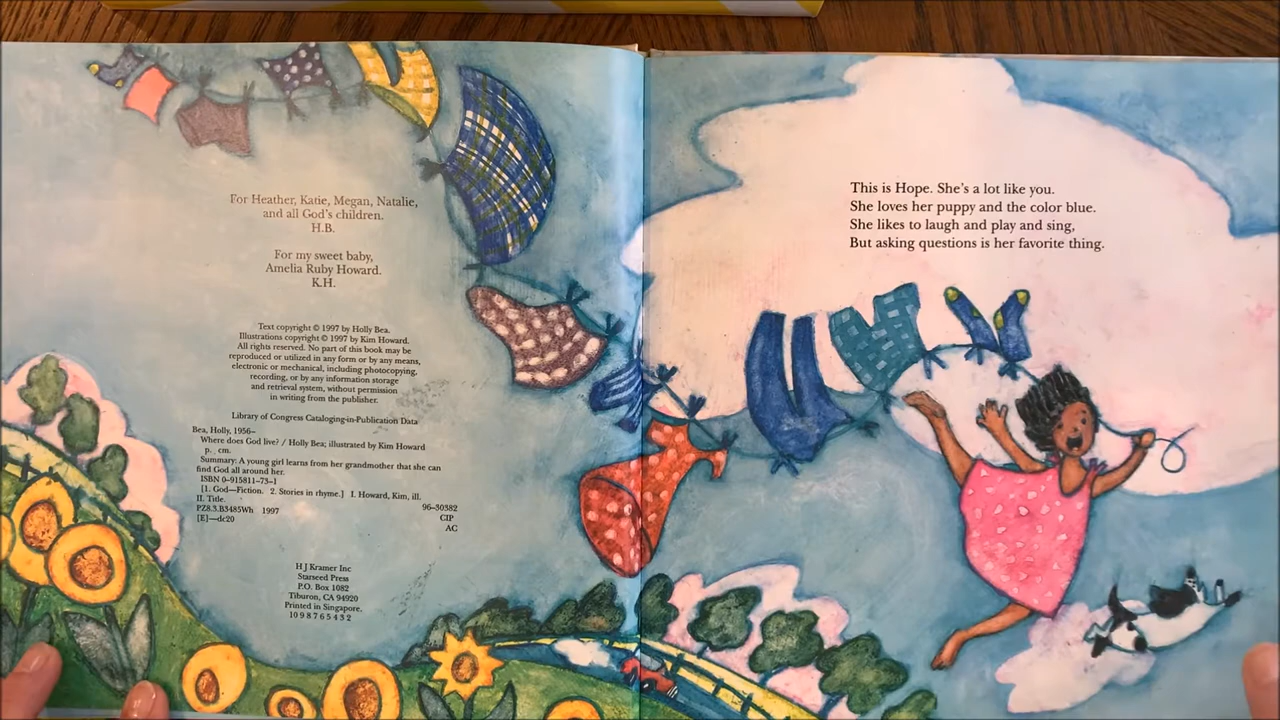 For Heather, Katie, Megan, Natalie,
and all God's children.
H.B.
For my sweet baby,
Amelia Ruby Howard.
K.H.
Text copyright © 1997 by Holly Bea.
Illustrations copyright © 1997 by Kim Howard.
All rights reserved. No part of this book may be
reproduced or utilized in any form or by any means,
electronic or mechanical, including photocopying,
recording, or by any information storage
and retrieval system, without permission
in writing from the publisher.
Library of Congress Cataloging-in-Publication Data
Bea, Holly, 1956–
Where does God live? / Holly Bea; illustrated by Kim Howard
p. cm.
Summary: A young girl learns from her grandmother that she can
find God all around her.
ISBN 0–915811–73–1
[1. God—Fiction. 2. Stories in rhyme.] I. Howard, Kim, ill.
II. Title.
PZ8.3.B3485Wh 1997 96–30382
[E]—dc20 CIP
AC
H J Kramer Inc
Starseed Press
P.O. Box 1082
Tiburon, CA 94920
Printed in Singapore.
10 9 8 7 6 5 4 3 2
This is Hope. She's a lot like you.
She loves her puppy and the color blue.
She likes to laugh and play and sing,
But asking questions is her favorite thing.